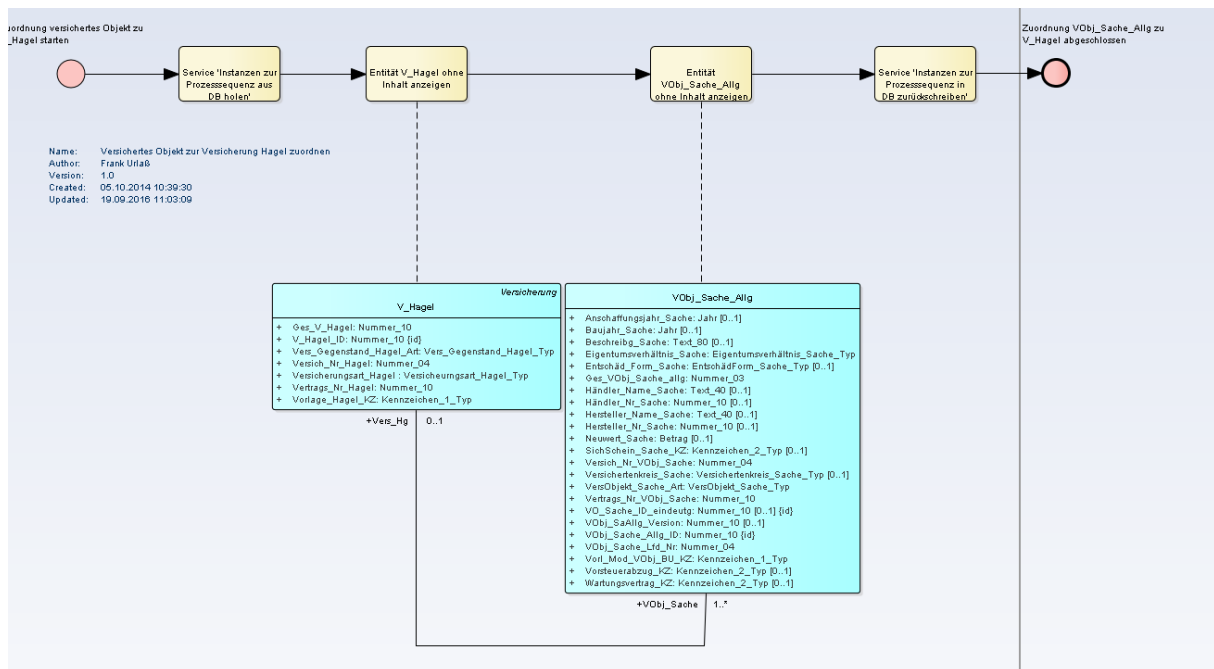 uordnung versichertes Objekt zu
_Hagel starten
Zuordnung VObj_Sache_Allg zu
V_Hagel abgeschlossen
Service 'Instanzen zur
Prozesssequenz aus
DB holen'
Entität V_Hagel ohne
Inhalt anzeigen
Entität
VObj_Sache_Allg
ohne Inhalt anzeigen
Service 'Instanzen zur
Prozesssequenz in
DB zurückschreiben'
Name: Versichertes Objekt zur Versicherung Hagel zuordnen
Author: Frank Urlaß
Version: 1.0
Created: 05.10.2014 10:39:30
Updated: 19.09.2016 11:03:09
Versicherung
V_Hagel
+ Ges_V_Hagel: Nummer_10
+ V_Hagel_ID: Nummer_10 {id}
+ Vers_Gegenstand_Hagel_Art: Vers_Gegenstand_Hagel_Typ
+ Versich_Nr_Hagel: Nummer_04
+ Versicherungsart_Hagel : Versicheurngsart_Hagel_Typ
+ Vertrags_Nr_Hagel: Nummer_10
+ Vorlage_Hagel_KZ: Kennzeichen_1_Typ
+Vers_Hg 0..1
VObj_Sache_Allg
+ Anschaffungsjahr_Sache: Jahr [0..1]
+ Baujahr_Sache: Jahr [0..1]
+ Beschreibg_Sache: Text_80 [0..1]
+ Eigentumsverhältnis_Sache: Eigentumsverhältnis_Sache_Typ
+ Entschäd_Form_Sache: EntschädForm_Sache_Typ [0..1]
+ Ges_VObj_Sache_allg: Nummer_03
+ Händler_Name_Sache: Text_40 [0..1]
+ Händler_Nr_Sache: Nummer_10 [0..1]
+ Hersteller_Name_Sache: Text_40 [0..1]
+ Hersteller_Nr_Sache: Nummer_10 [0..1]
+ Neuwert_Sache: Betrag [0..1]
+ SichSchein_Sache_KZ: Kennzeichen_2_Typ [0..1]
+ Versich_Nr_VObj_Sache: Nummer_04
+ Versichertenkreis_Sache: Versichertenkreis_Sache_Typ [0..1]
+ VersObjekt_Sache_Art: VersObjekt_Sache_Typ
+ Vertrags_Nr_VObj_Sache: Nummer_10
+ VO_Sache_ID_eindeutg: Nummer_10 [0..1] {id}
+ VObj_SaAllg_Version: Nummer_10 [0..1]
+ VObj_Sache_Allg_ID: Nummer_10 {id}
+ VObj_Sache_Lfd_Nr: Nummer_04
+ Vorl_Mod_VObj_BU_KZ: Kennzeichen_1_Typ
+ Vorsteuerabzug_KZ: Kennzeichen_2_Typ [0..1]
+ Wartungsvertrag_KZ: Kennzeichen_2_Typ [0..1]
+VObj_Sache 1..*